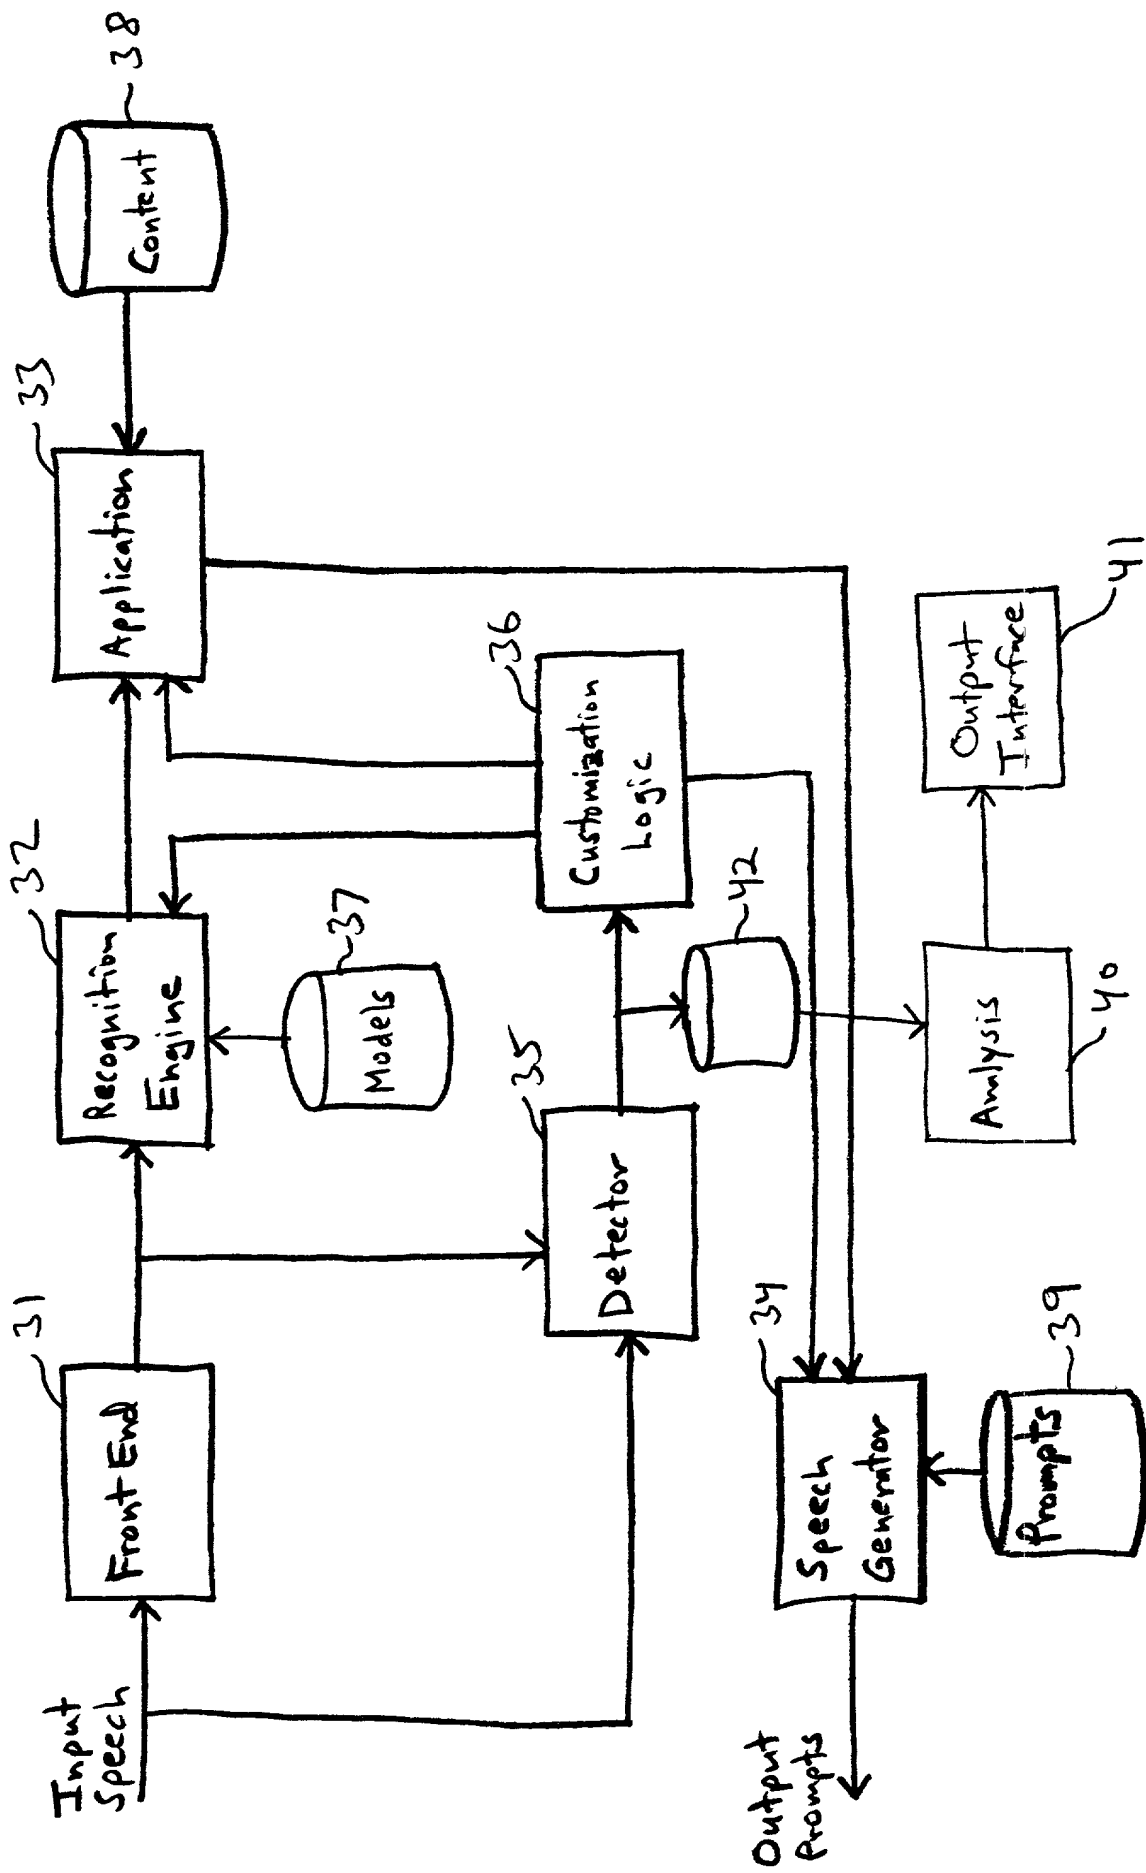 Input
Speech
31
Front End
32
Recognition
Engine
33
Application
38
Content
37
Models
35
Detector
36
Customization
Logic
42
34
Speech
Generator
Output
Prompts
39
Prompts
40
Analysis
41
Output
Interface